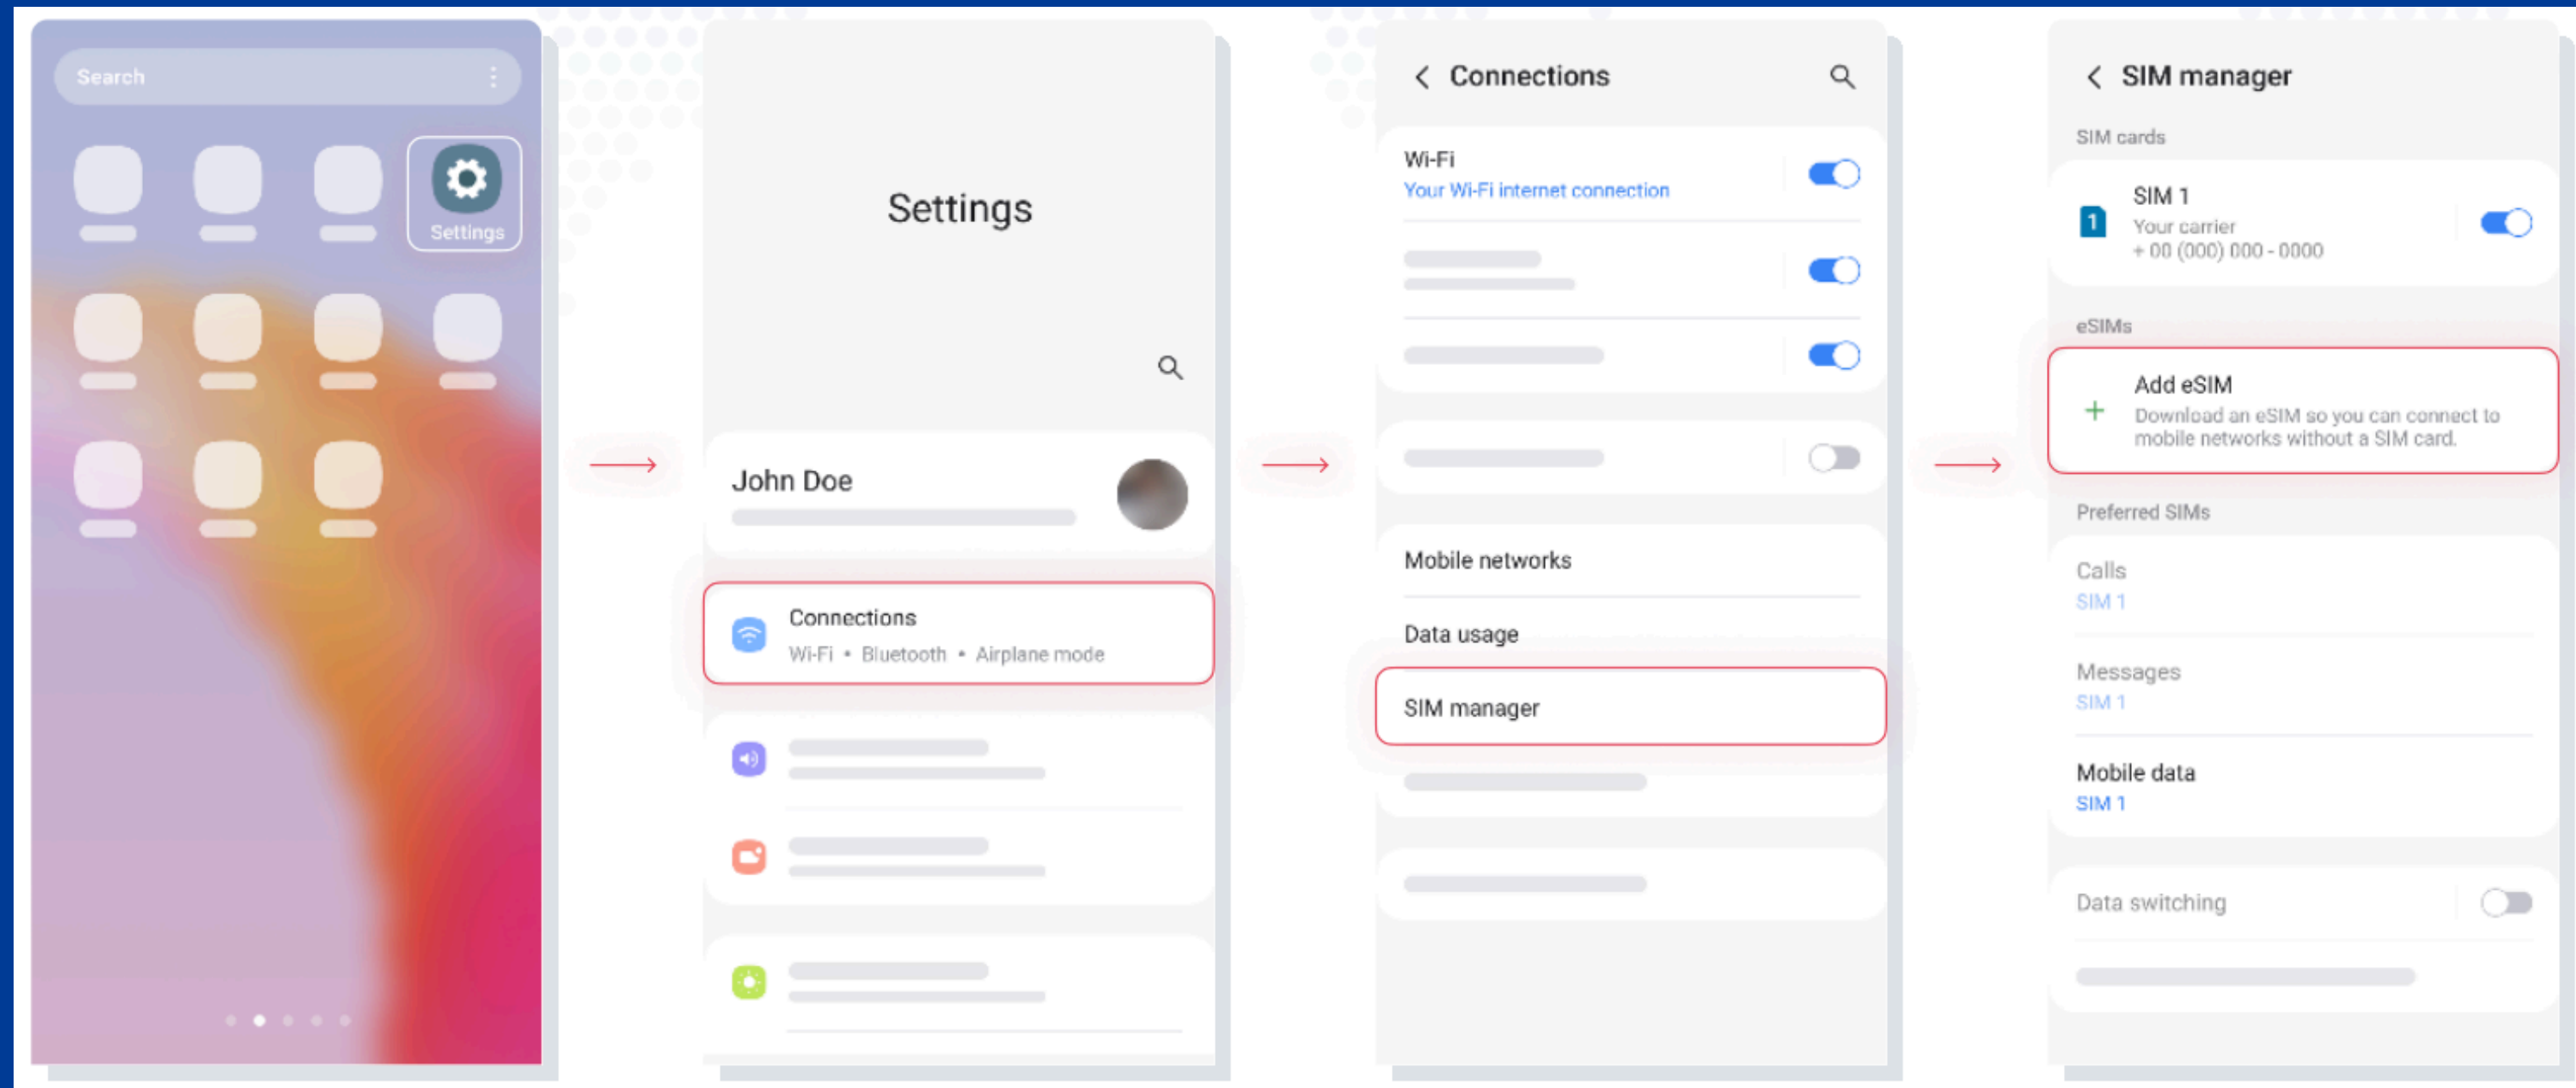 Search
Settings
Settings
John Doe
Connections
Wi-Fi • Bluetooth • Airplane mode
Connections
Wi-Fi
Your Wi-Fi internet connection
Mobile networks
Data usage
SIM manager
SIM manager
SIM cards
1
SIM 1
Your carrier
+ 00 (000) 000 - 0000
eSIMs
+ Add eSIM
Download an eSIM so you can connect to
mobile networks without a SIM card.
Preferred SIMs
Calls
SIM 1
Messages
SIM 1
Mobile data
SIM 1
Data switching